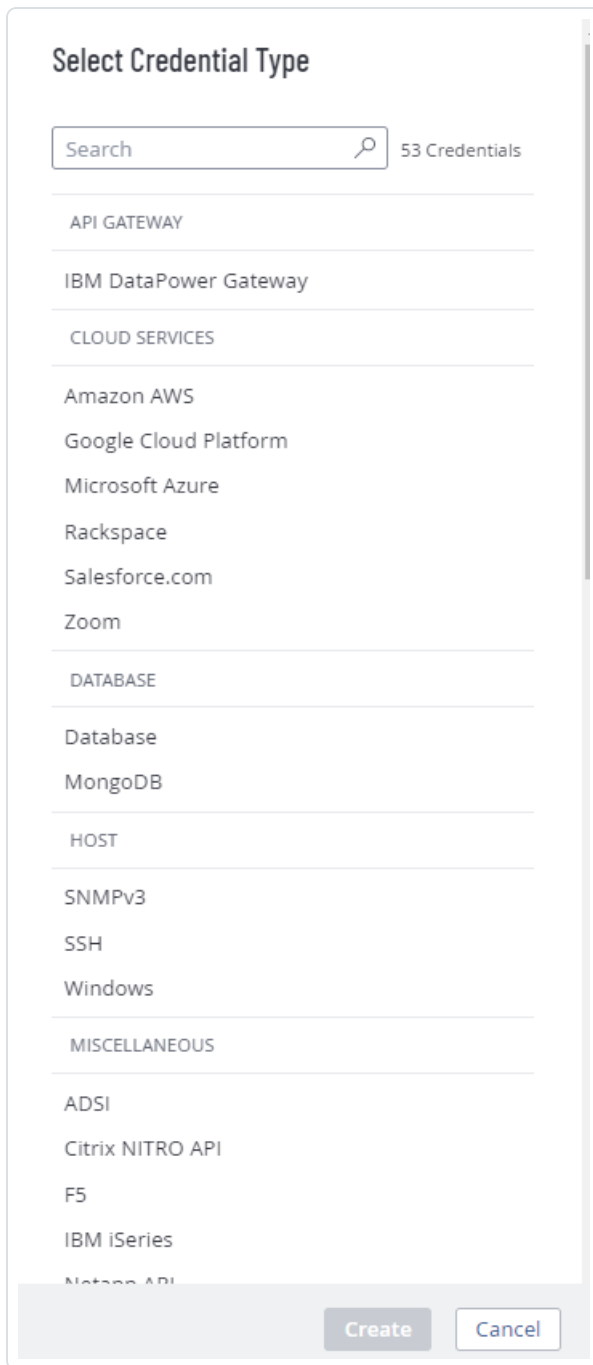 Select Credential Type
Search 53 Credentials
API GATEWAY
IBM DataPower Gateway
CLOUD SERVICES
Amazon AWS
Google Cloud Platform
Microsoft Azure
Rackspace
Salesforce.com
Zoom
DATABASE
Database
MongoDB
HOST
SNMPv3
SSH
Windows
MISCELLANEOUS
ADSI
Citrix NITRO API
F5
IBM iSeries
Netapp API
Create Cancel